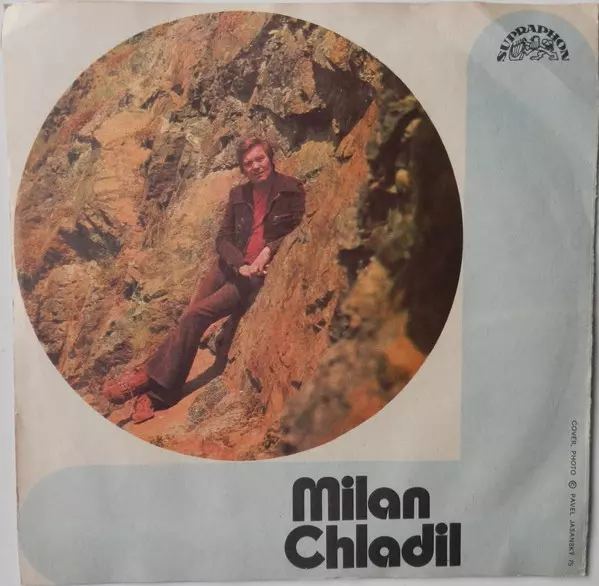 SUPRAPHON
Milan
Chladil
COVER, PHOTO © PAVEL JASANSKÝ 75